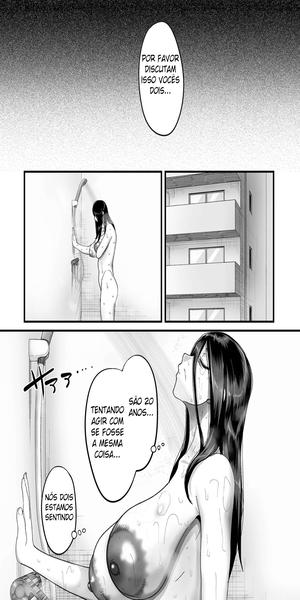 POR FAVOR
DISCUTAM
ISSO VOCÊS
DOIS...
SÃO 20
ANOS...
TENTANDO
AGIR COM
SE FOSSE
A MESMA
COISA...
NÓS DOIS
ESTAMOS
SENTINDO